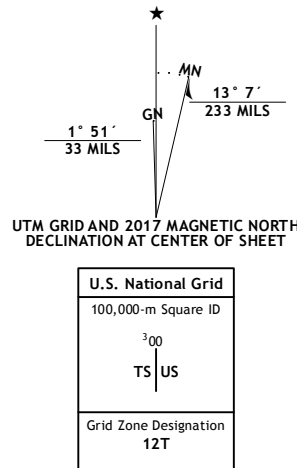 ★
MN
GN
13° 7´
233 MILS
1° 51´
33 MILS
UTM GRID AND 2017 MAGNETIC NORTH
DECLINATION AT CENTER OF SHEET
U.S. National Grid
100,000-m Square ID
³00
TS US
Grid Zone Designation
12T